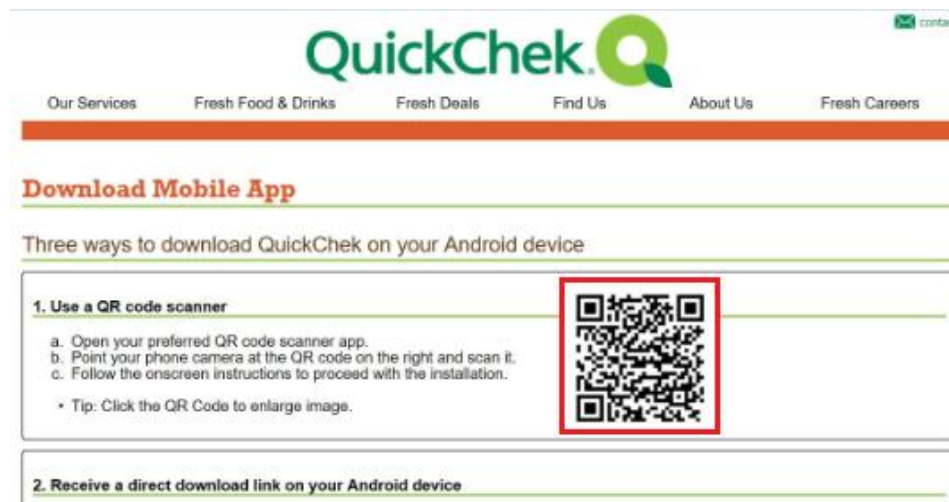 QuickChek.
conta
Our Services Fresh Food & Drinks Fresh Deals Find Us About Us Fresh Careers
Download Mobile App
Three ways to download QuickChek on your Android device
1. Use a QR code scanner
a. Open your preferred QR code scanner app.
b. Point your phone camera at the QR code on the right and scan it.
c. Follow the onscreen instructions to proceed with the installation.
• Tip: Click the QR Code to enlarge image.
2. Receive a direct download link on your Android device